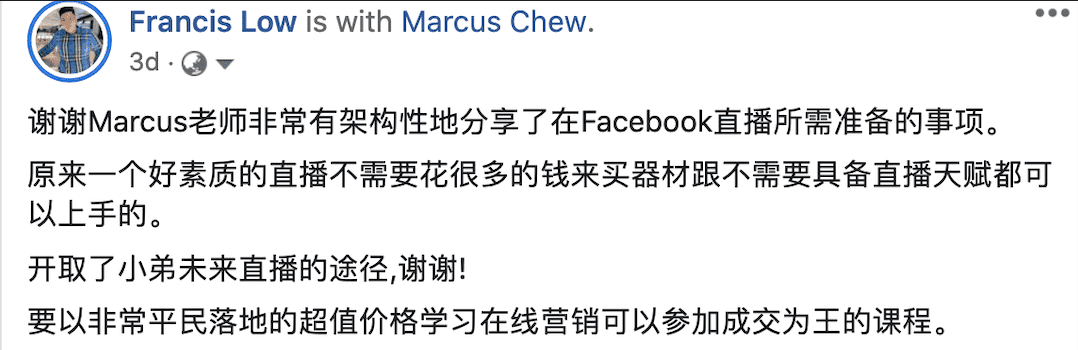 Francis Low is with Marcus Chew.
3d ·
谢谢Marcus老师非常有架构性地分享了在Facebook直播所需准备的事项。
原来一个好素质的直播不需要花很多的钱来买器材跟不需要具备直播天赋都可
以上手的。
开取了小弟未来直播的途径,谢谢!
要以非常平民落地的超值价格学习在线营销可以参加成交为王的课程。